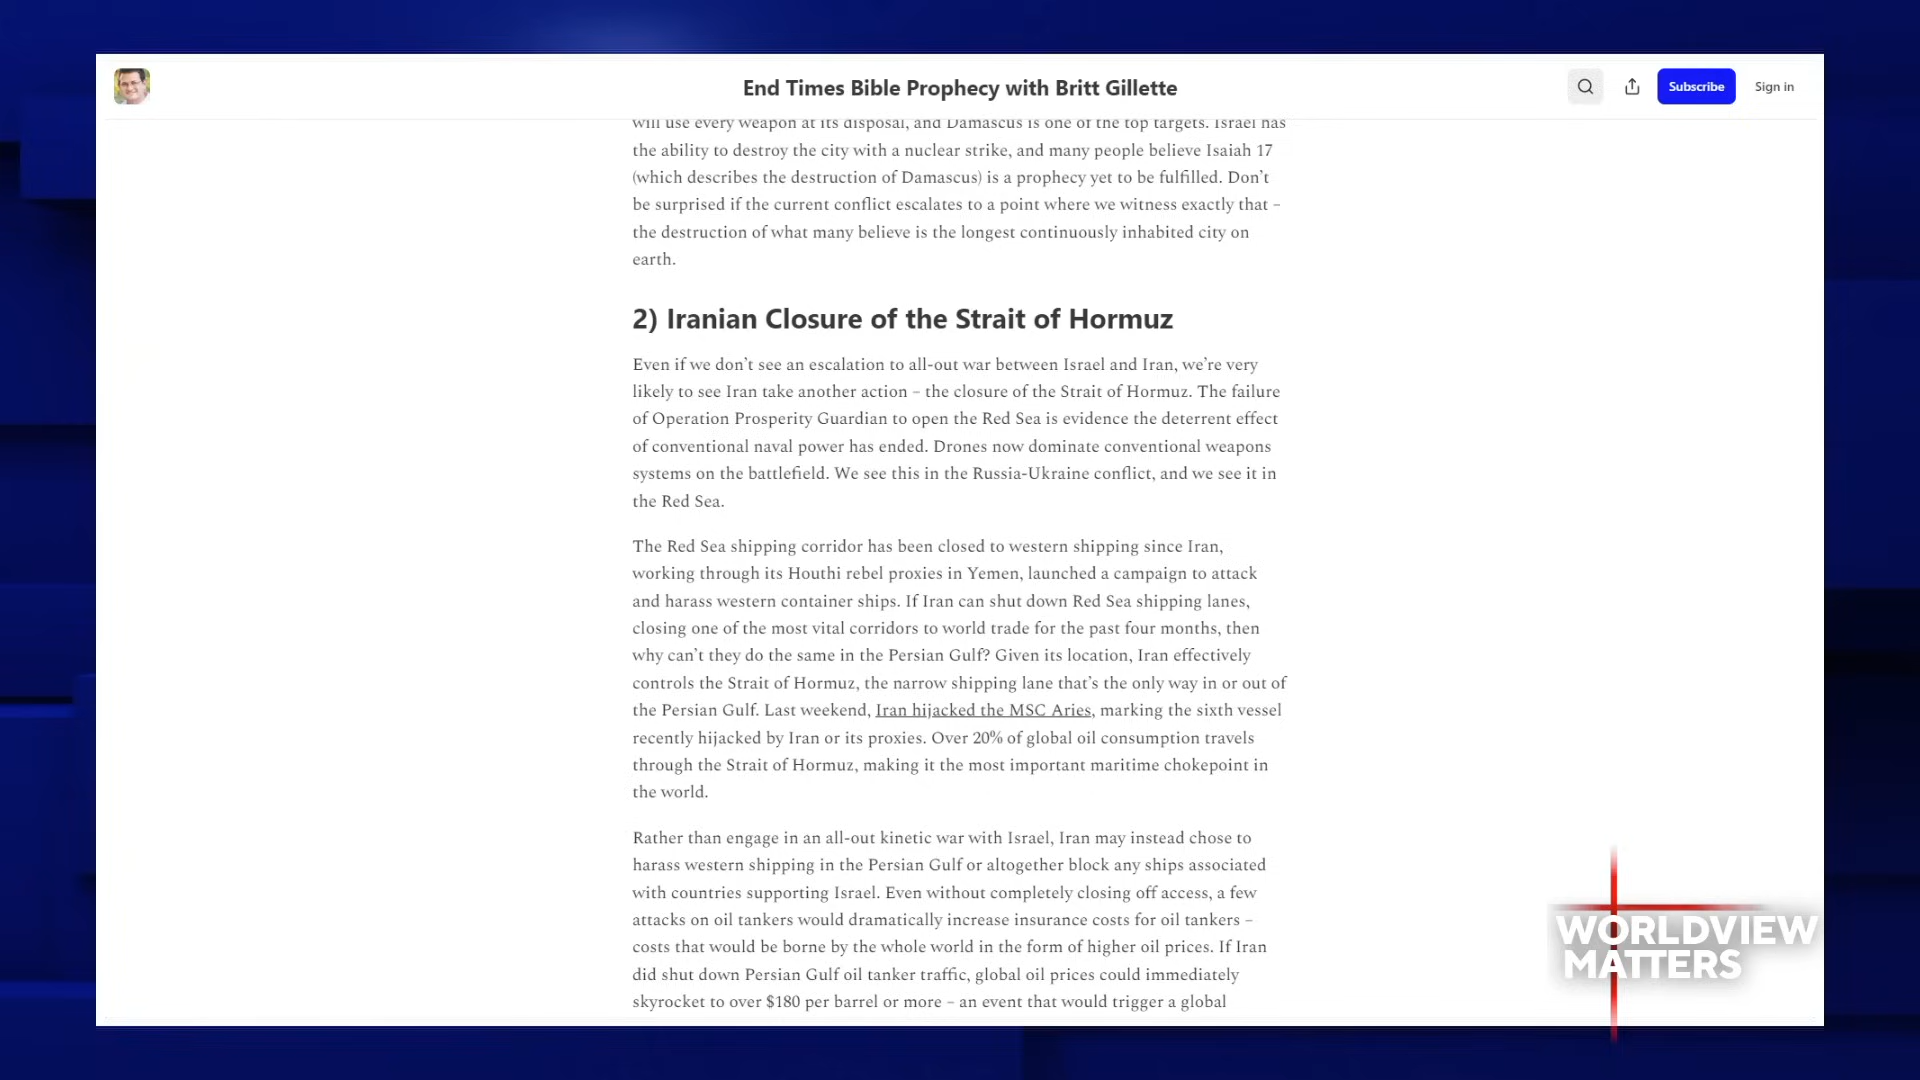 End Times Bible Prophecy with Britt Gillette
Subscribe
Sign in
will use every weapon at its disposal, and Damascus is one of the top targets. Israel has
the ability to destroy the city with a nuclear strike, and many people believe Isaiah 17
(which describes the destruction of Damascus) is a prophecy yet to be fulfilled. Don’t
be surprised if the current conflict escalates to a point where we witness exactly that –
the destruction of what many believe is the longest continuously inhabited city on
earth.
2) Iranian Closure of the Strait of Hormuz
Even if we don’t see an escalation to all-out war between Israel and Iran, we’re very
likely to see Iran take another action – the closure of the Strait of Hormuz. The failure
of Operation Prosperity Guardian to open the Red Sea is evidence the deterrent effect
of conventional naval power has ended. Drones now dominate conventional weapons
systems on the battlefield. We see this in the Russia-Ukraine conflict, and we see it in
the Red Sea.
The Red Sea shipping corridor has been closed to western shipping since Iran,
working through its Houthi rebel proxies in Yemen, launched a campaign to attack
and harass western container ships. If Iran can shut down Red Sea shipping lanes,
closing one of the most vital corridors to world trade for the past four months, then
why can’t they do the same in the Persian Gulf? Given its location, Iran effectively
controls the Strait of Hormuz, the narrow shipping lane that’s the only way in or out of
the Persian Gulf. Last weekend, Iran hijacked the MSC Aries, marking the sixth vessel
recently hijacked by Iran or its proxies. Over 20% of global oil consumption travels
through the Strait of Hormuz, making it the most important maritime chokepoint in
the world.
Rather than engage in an all-out kinetic war with Israel, Iran may instead chose to
harass western shipping in the Persian Gulf or altogether block any ships associated
with countries supporting Israel. Even without completely closing off access, a few
attacks on oil tankers would dramatically increase insurance costs for oil tankers –
costs that would be borne by the whole world in the form of higher oil prices. If Iran
did shut down Persian Gulf oil tanker traffic, global oil prices could immediately
skyrocket to over $180 per barrel or more – an event that would trigger a global
WORLDVIEW
MATTERS